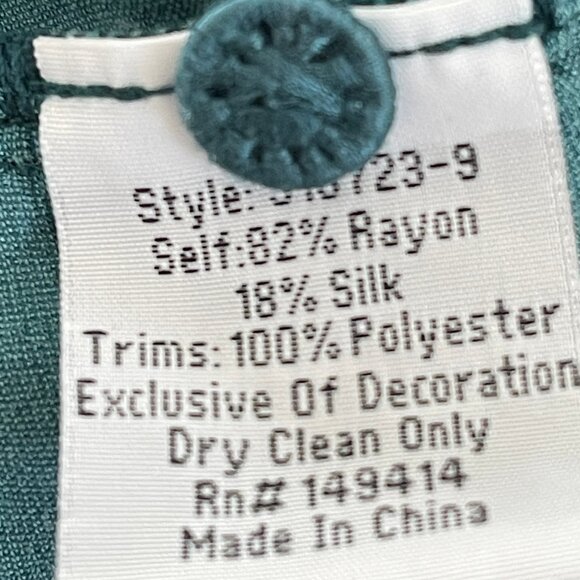 Style:
Self:82% Rayon
18% Silk
Trims:100% Polyester
Exclusive Of Decoration
Dry Clean Only
Rn# 149414
Made In China